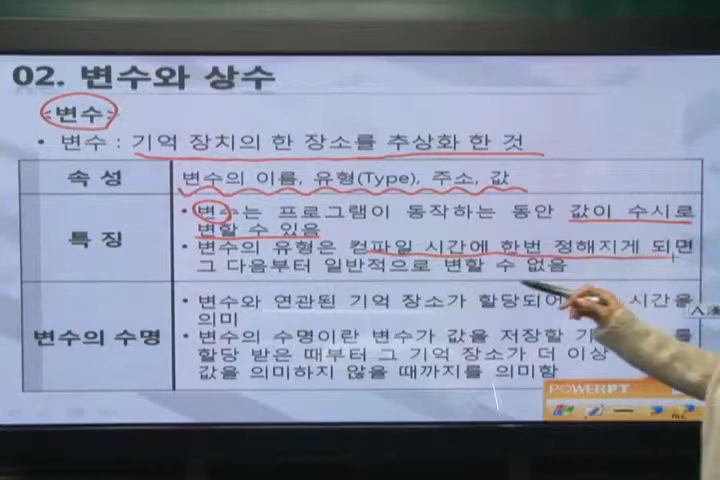 02. 변수와 상수
<변수>
• 변수 : 기억 장치의 한 장소를 추상화 한 것
속 성
변수의 이름, 유형(Type), 주소, 값
특 징
• 변수는 프로그램이 동작하는 동안 값이 수시로
변할 수 있음
• 변수의 유형은 컴파일 시간에 한번 정해지게 되면
그 다음부터 일반적으로 변할 수 없음
변수의 수명
• 변수와 연관된 기억 장소가 할당되어 시간을
의미
• 변수의 수명이란 변수가 값을 저장할 기 를
할당 받은 때부터 그 기억 장소가 더 이상
값을 의미하지 않을 때까지를 의미함
POWERPT
ALL